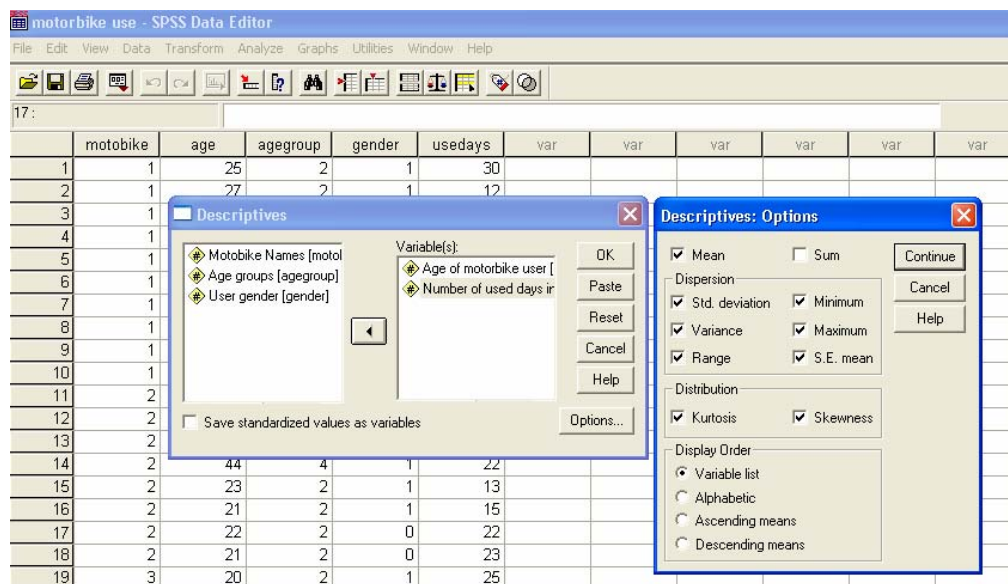 motorbike use - SPSS Data Editor
File Edit View Data Transform Analyze Graphs Utilities Window Help
17 :
motobike age agegroup gender usedays var var var var var var
1 1 25 2 1 30
2 1 27 2 1 12
3 1
4 1
5 1
6 1
7 1
8 1
9 1
10 1
11 2
12 2
13 2
14 2 44 4 1 22
15 2 23 2 1 13
16 2 21 2 1 15
17 2 22 2 0 22
18 2 21 2 0 23
19 3 20 2 1 25
Descriptives
Motobike Names [motol
Age groups [agegroup]
User gender [gender]
Variable(s):
Age of motorbike user [
Number of used days in
OK
Paste
Reset
Cancel
Help
Save standardized values as variables
Options...
Descriptives: Options
Mean Sum
Continue
Cancel
Help
Dispersion
Std. deviation Minimum
Variance Maximum
Range S.E. mean
Distribution
Kurtosis Skewness
Display Order
Variable list
Alphabetic
Ascending means
Descending means